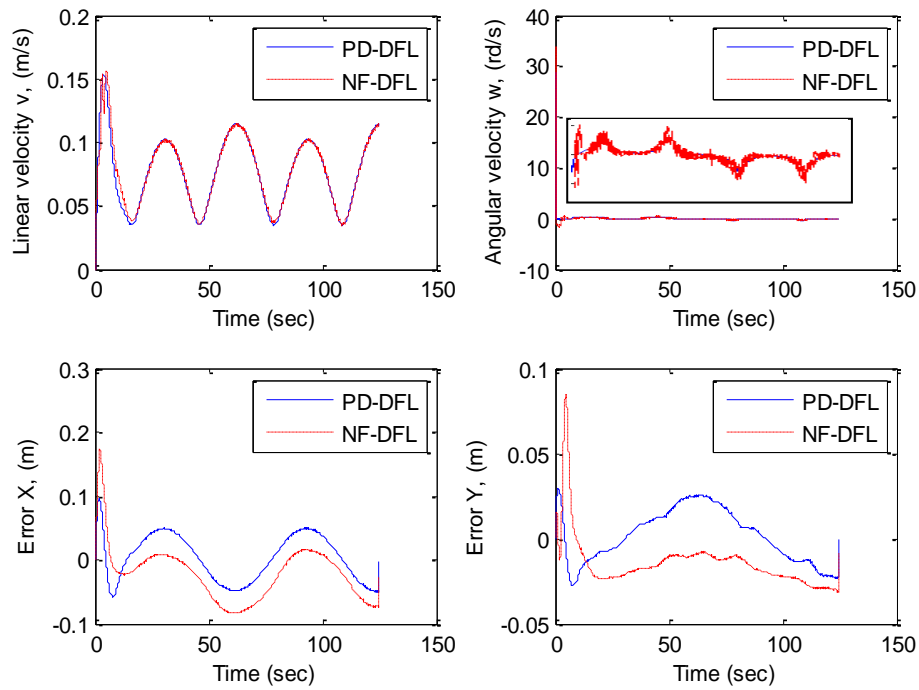 0.2
0.15
0.1
0.05
0
Linear velocity v, (m/s)
PD-DFL
NF-DFL
0
50
100
150
Time (sec)
40
30
20
10
0
-10
Angular velocity w, (rd/s)
PD-DFL
NF-DFL
0
50
100
150
Time (sec)
0.3
0.2
0.1
0
-0.1
Error X, (m)
PD-DFL
NF-DFL
0
50
100
150
Time (sec)
0.1
0.05
0
-0.05
Error Y, (m)
PD-DFL
NF-DFL
0
50
100
150
Time (sec)